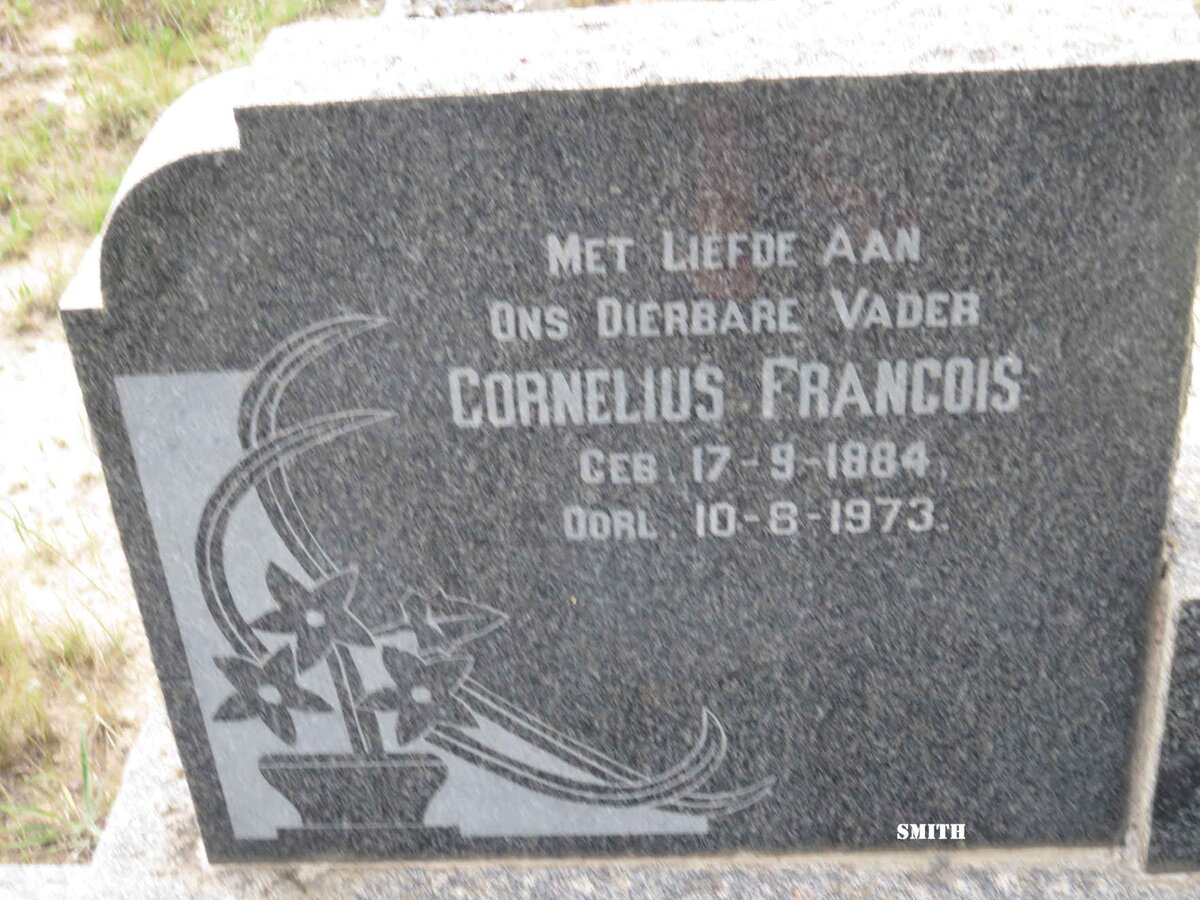 MET LIEFDE AAN
ONS DIERBARE VADER
CORNELIUS FRANCOIS
GEB. 17-9-1884,
OORL. 10-8-1973.
SMITH